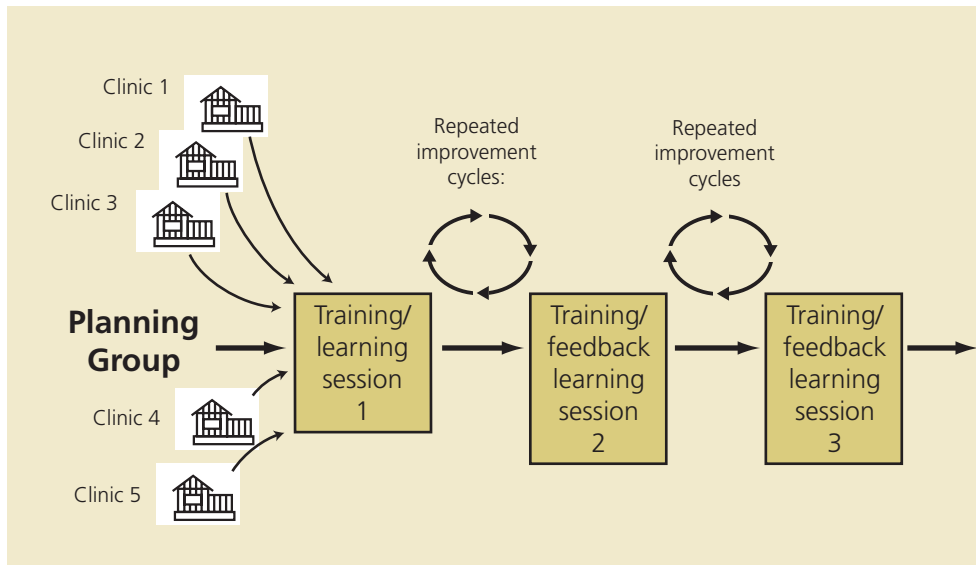 Clinic 1
Clinic 2
Clinic 3
Planning
Group
Clinic 4
Clinic 5
Training/
learning
session
1
Repeated
improvement
cycles:
Training/
feedback
learning
session
2
Repeated
improvement
cycles
Training/
feedback
learning
session
3